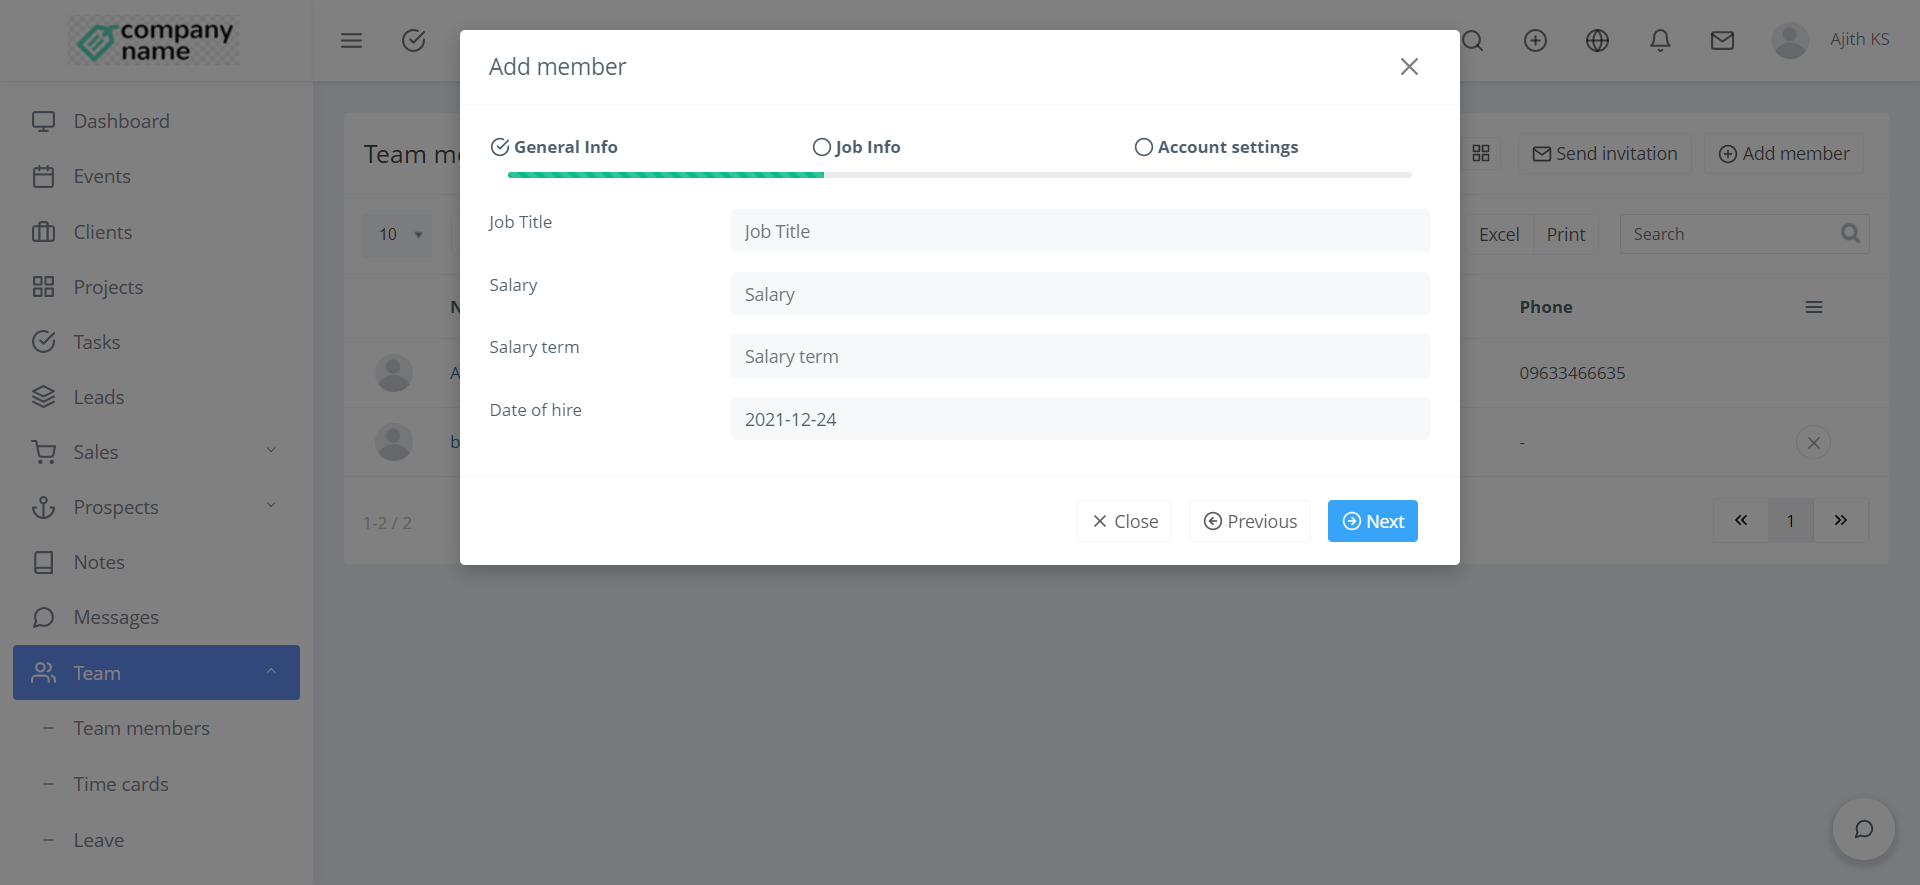 company
name
Ajith KS
Dashboard
Events
Clients
Projects
Tasks
Leads
Sales
Prospects
Notes
Messages
Team
Team members
Time cards
Leave
Add member
General Info
Job Info
Account settings
Job Title
Job Title
Salary
Salary
Salary term
Salary term
Date of hire
2021-12-24
Close
Previous
Next
Team m
Send invitation
Add member
10
Excel
Print
Search
N
Phone
A
09633466635
b
-
1-2 / 2
«
1
»